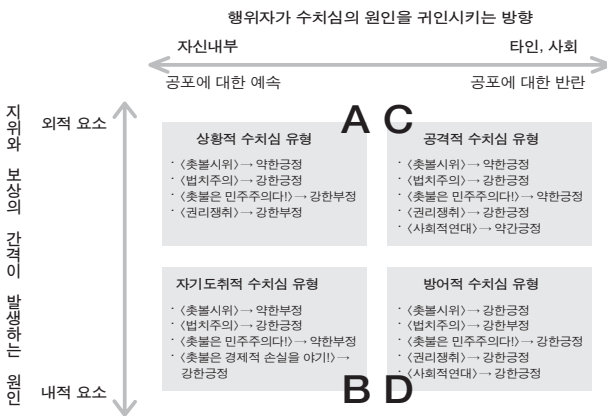 행위자가 수치심의 원인을 귀인시키는 방향
자신내부
타인, 사회
공포에 대한 예속
공포에 대한 반란
지위와 보상의 간격이 발생하는 원인
외적 요소
내적 요소
A
상황적 수치심 유형
· 〈촛불시위〉→ 약한긍정
· 〈법치주의〉→ 강한긍정
· 〈촛불은 민주주의다!〉→ 강한부정
· 〈권리쟁취〉→ 강한부정
C
공격적 수치심 유형
· 〈촛불시위〉→ 약한긍정
· 〈법치주의〉→ 강한긍정
· 〈촛불은 민주주의다!〉→ 약한긍정
· 〈권리쟁취〉→ 강한긍정
· 〈사회적연대〉→ 약간긍정
자기도취적 수치심 유형
· 〈촛불시위〉→ 약한부정
· 〈법치주의〉→ 강한긍정
· 〈촛불은 민주주의다!〉→ 약한부정
· 〈촛불은 경제적 손실을 야기!〉→
강한긍정
B
방어적 수치심 유형
· 〈촛불시위〉→ 강한긍정
· 〈법치주의〉→ 강한부정
· 〈촛불은 민주주의다!〉→ 강한긍정
· 〈권리쟁취〉→ 강한긍정
· 〈사회적연대〉→ 강한긍정
D